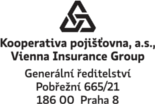 Kooperativa pojišťovna, a.s.,
Vienna Insurance Group
Generální ředitelství
Pobřežní 665/21
186 00 Praha 8